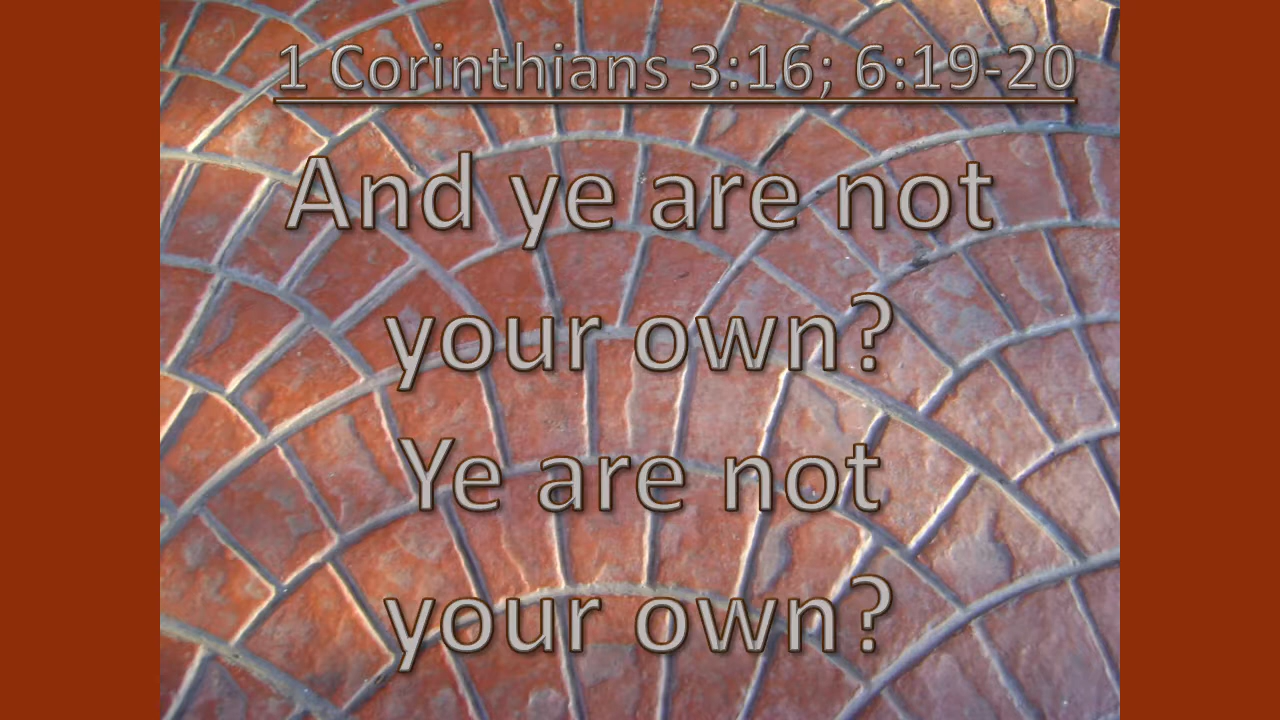 1 Corinthians 3:16; 6:19-20
And ye are not
your own?
Ye are not
your own?